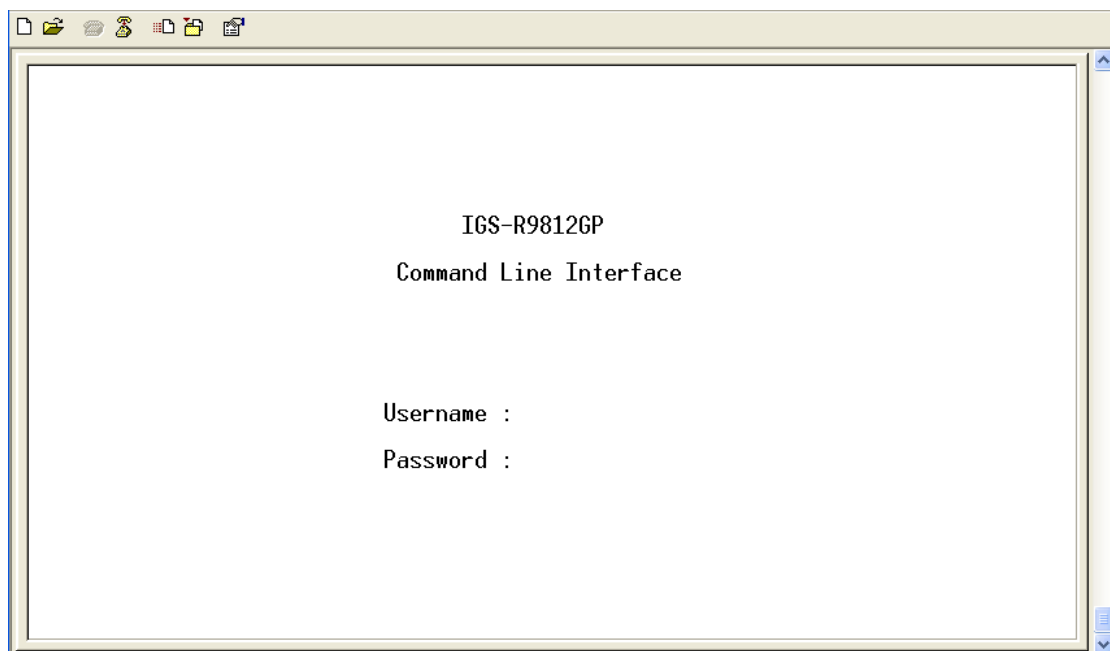 IGS-R9812GP
Command Line Interface
Username :
Password :